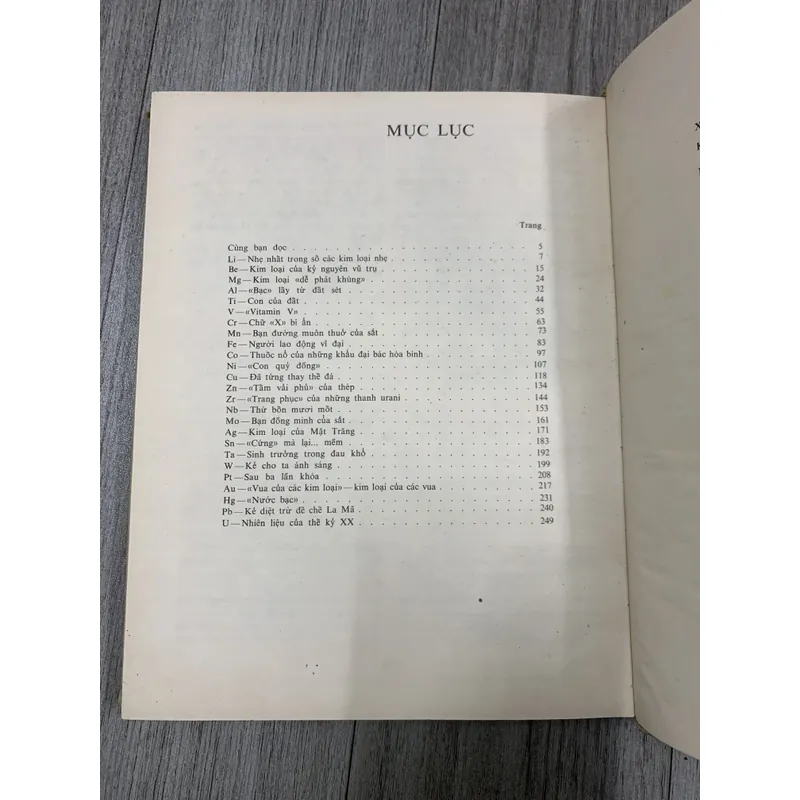 MỤC LỤC
Trang
Cùng bạn đọc . . . . . . . . . . . . . . . . . . . . 5
Li—Nhẹ nhất trong số các kim loại nhẹ . . . . . . . . . . . . 7
Be—Kim loại của kỷ nguyên vũ trụ . . . . . . . . . . . . 15
Mg—Kim loại «dễ phát khùng» . . . . . . . . . . . . 24
Al—«Bạc» lấy từ đất sét . . . . . . . . . . . . 32
Ti—Con của đất . . . . . . . . . . . . 44
V—«Vitamin V» . . . . . . . . . . . . 55
Cr—Chữ «X» bí ẩn . . . . . . . . . . . . 63
Mn—Bạn đường muôn thuở của sắt . . . . . . . . . . . . 73
Fe—Người lao động vĩ đại . . . . . . . . . . . . 83
Co—Thuốc nổ của những khẩu đại bác hòa bình . . . . . . . . . 97
Ni—«Con quỷ đồng» . . . . . . . . . . . . 107
Cu—Đã từng thay thế đá . . . . . . . . . . . . 118
Zn—«Tấm vải phủ» của thép . . . . . . . . . . . . 134
Zr—«Trang phục» của những thanh urani . . . . . . . . . . 144
Nb—Thứ bốn mươi mốt . . . . . . . . . . . . 153
Mo—Bạn đồng minh của sắt . . . . . . . . . . . . 161
Ag—Kim loại của Mặt Trăng . . . . . . . . . . . . 171
Sn—«Cứng» mà lại... mềm . . . . . . . . . . . . 183
Ta—Sinh trưởng trong đau khổ . . . . . . . . . . . . 192
W—Kẻ cho ta ánh sáng . . . . . . . . . . . . 199
Pt—Sau ba lần khóa . . . . . . . . . . . . 208
Au—«Vua của các kim loại»—kim loại của các vua . . . . . . . . 217
Hg—«Nước bạc» . . . . . . . . . . . . 231
Pb—Kẻ diệt trừ đế chế La Mã . . . . . . . . . . . . 240
U—Nhiên liệu của thế kỷ XX . . . . . . . . . . . . 249